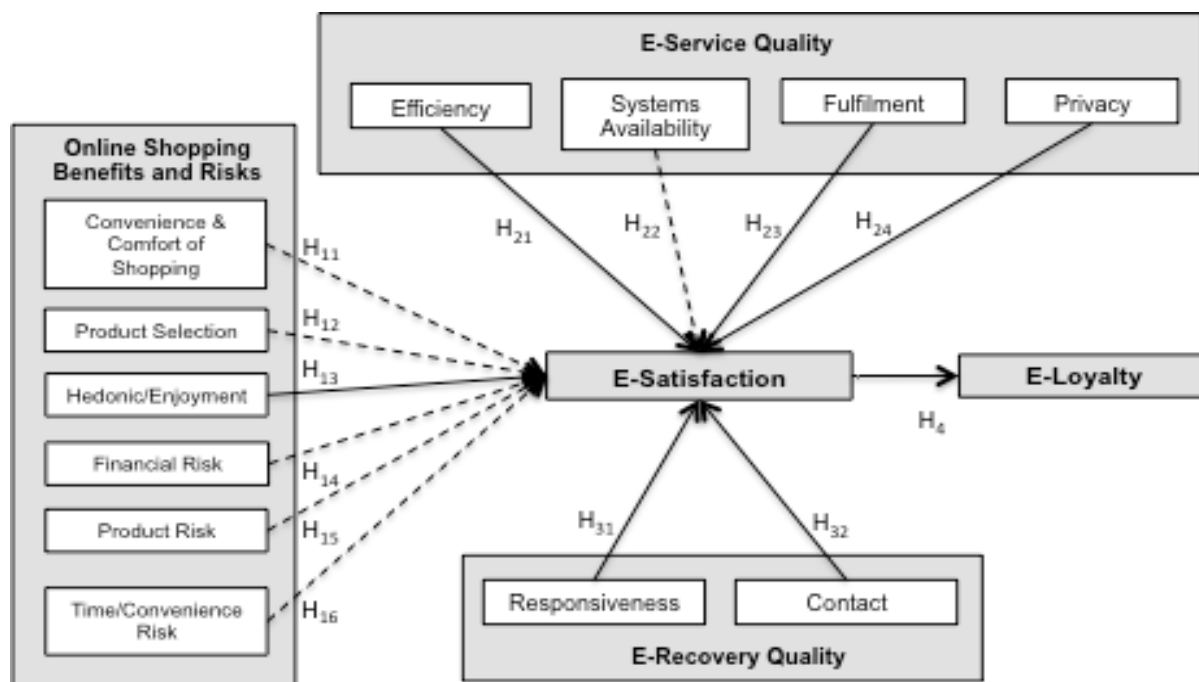 E-Service Quality
Efficiency
Systems
Availability
Fulfilment
Privacy
Online Shopping
Benefits and Risks
Convenience &
Comfort of
Shopping
Product Selection
Hedonic/Enjoyment
Financial Risk
Product Risk
Time/Convenience
Risk
H11
H12
H13
H14
H15
H16
H21
H22
H23
H24
E-Satisfaction
E-Loyalty
H4
H31
H32
Responsiveness
Contact
E-Recovery Quality